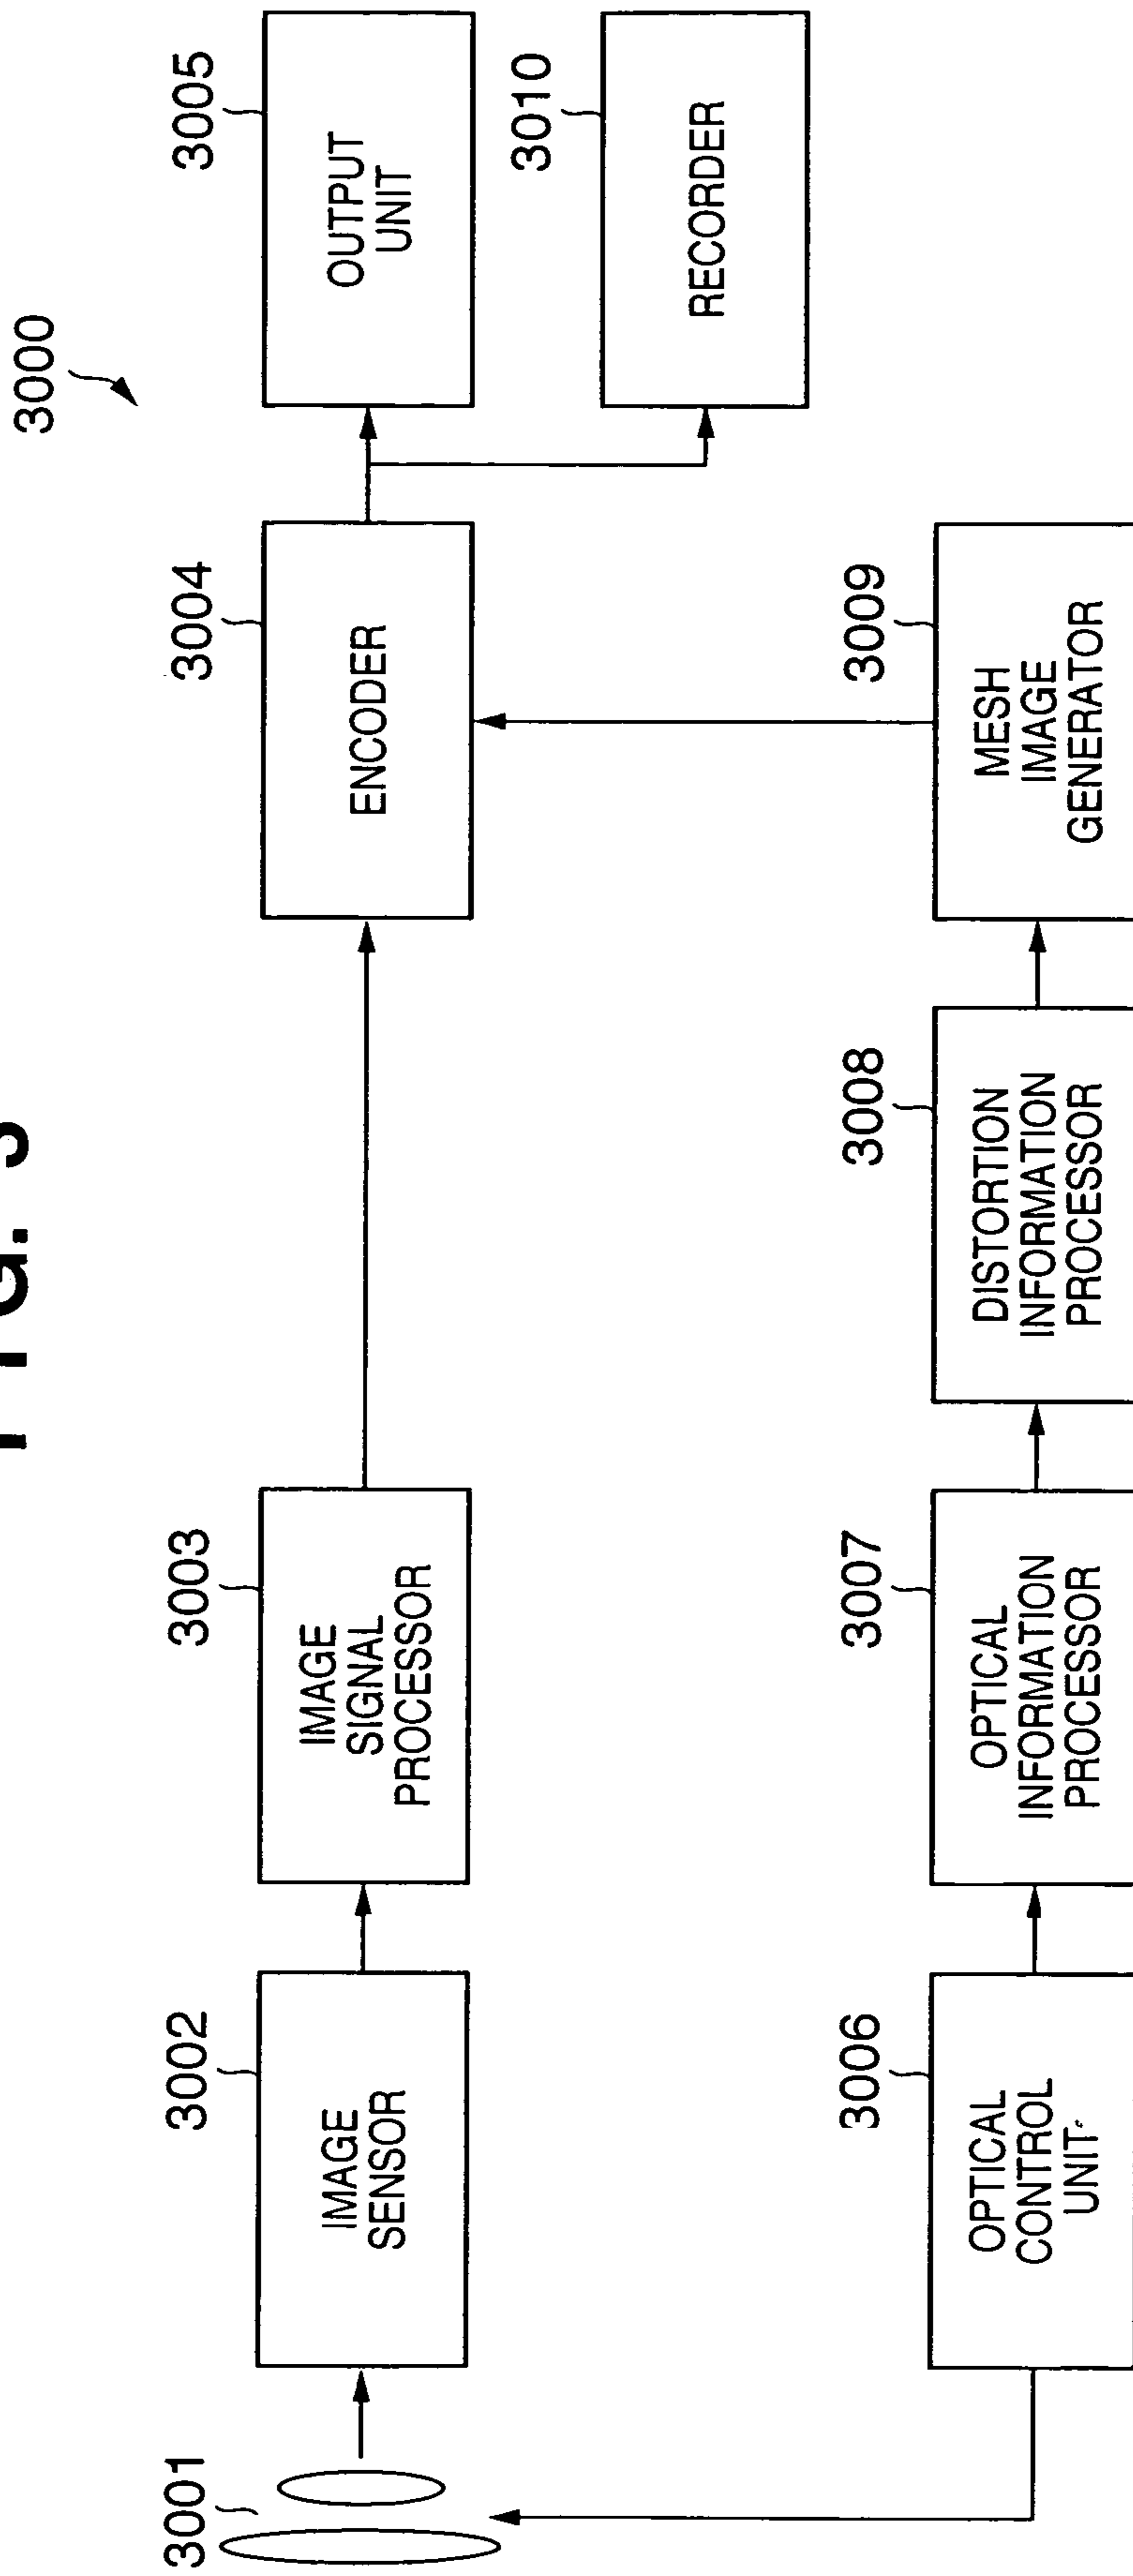 3000
3001
3002
IMAGE
SENSOR
3003
IMAGE
SIGNAL
PROCESSOR
3004
ENCODER
3005
OUTPUT
UNIT
3010
RECORDER
3006
OPTICAL
CONTROL
UNIT
3007
OPTICAL
INFORMATION
PROCESSOR
3008
DISTORTION
INFORMATION
PROCESSOR
3009
MESH
IMAGE
GENERATOR